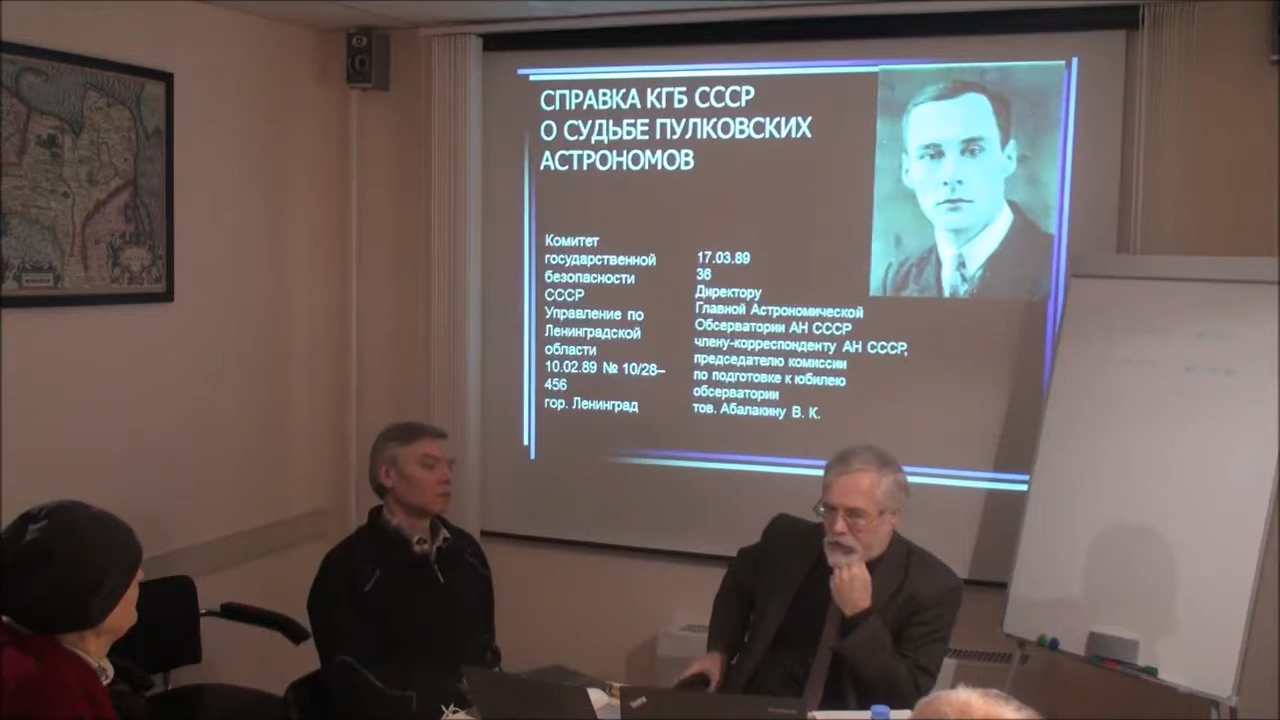 СПРАВКА КГБ СССР
О СУДЬБЕ ПУЛКОВСКИХ
АСТРОНОМОВ
Комитет
государственной
безопасности
СССР
Управление по
Ленинградской
области
10.02.89 № 10/28–
456
гор. Ленинград
17.03.89
36
Директору
Главной Астрономической
Обсерватории АН СССР
члену-корреспонденту АН СССР,
председателю комиссии
по подготовке к юбилею
обсерватории
тов. Абалакину В. К.